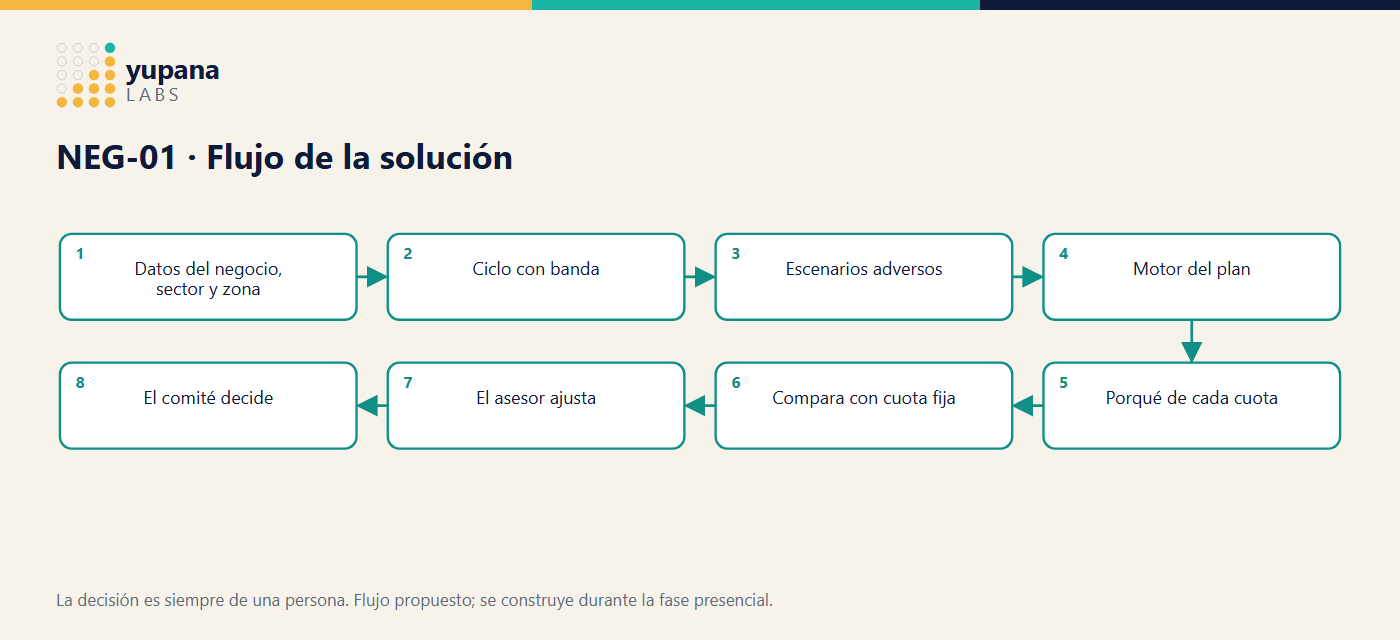 yupana
LABS
NEG-01 · Flujo de la solución
1
Datos del negocio,
sector y zona
2
Ciclo con banda
3
Escenarios adversos
4
Motor del plan
5
Porqué de cada cuota
6
Compara con cuota fija
7
El asesor ajusta
8
El comité decide
La decisión es siempre de una persona. Flujo propuesto; se construye durante la fase presencial.